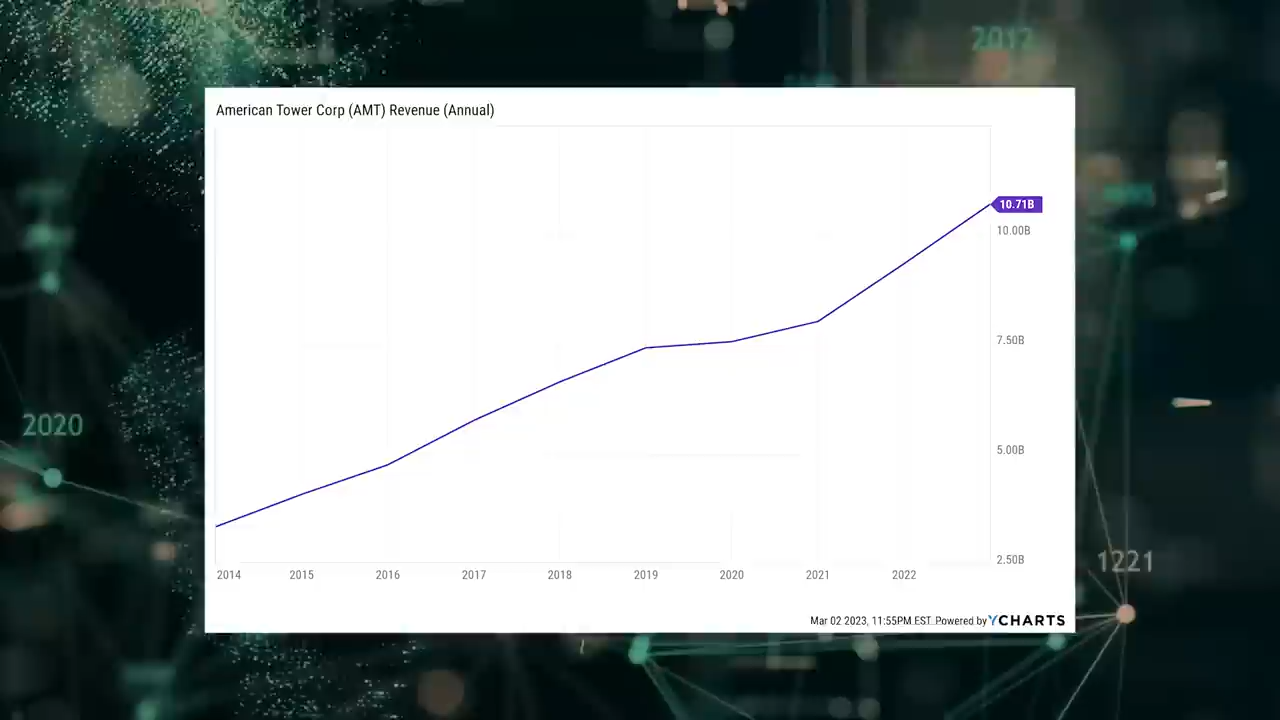 2012
American Tower Corp (AMT) Revenue (Annual)
10.71B
10.00B
7.50B
2020
5.00B
1221
2.50B
2014 2015 2016 2017 2018 2019 2020 2021 2022
Mar 02 2023, 11:55PM EST Powered by YCHARTS